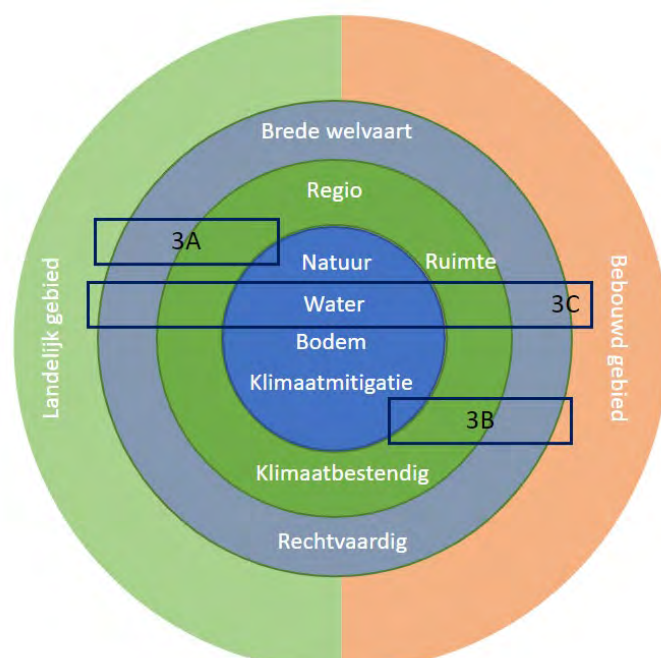 Brede welvaart
Regio
3A
Natuur
Ruimte
Water
3C
Landelijk gebied
Bebouwd gebied
Bodem
Klimaatmitigatie
3B
Klimaatbestendig
Rechtvaardig